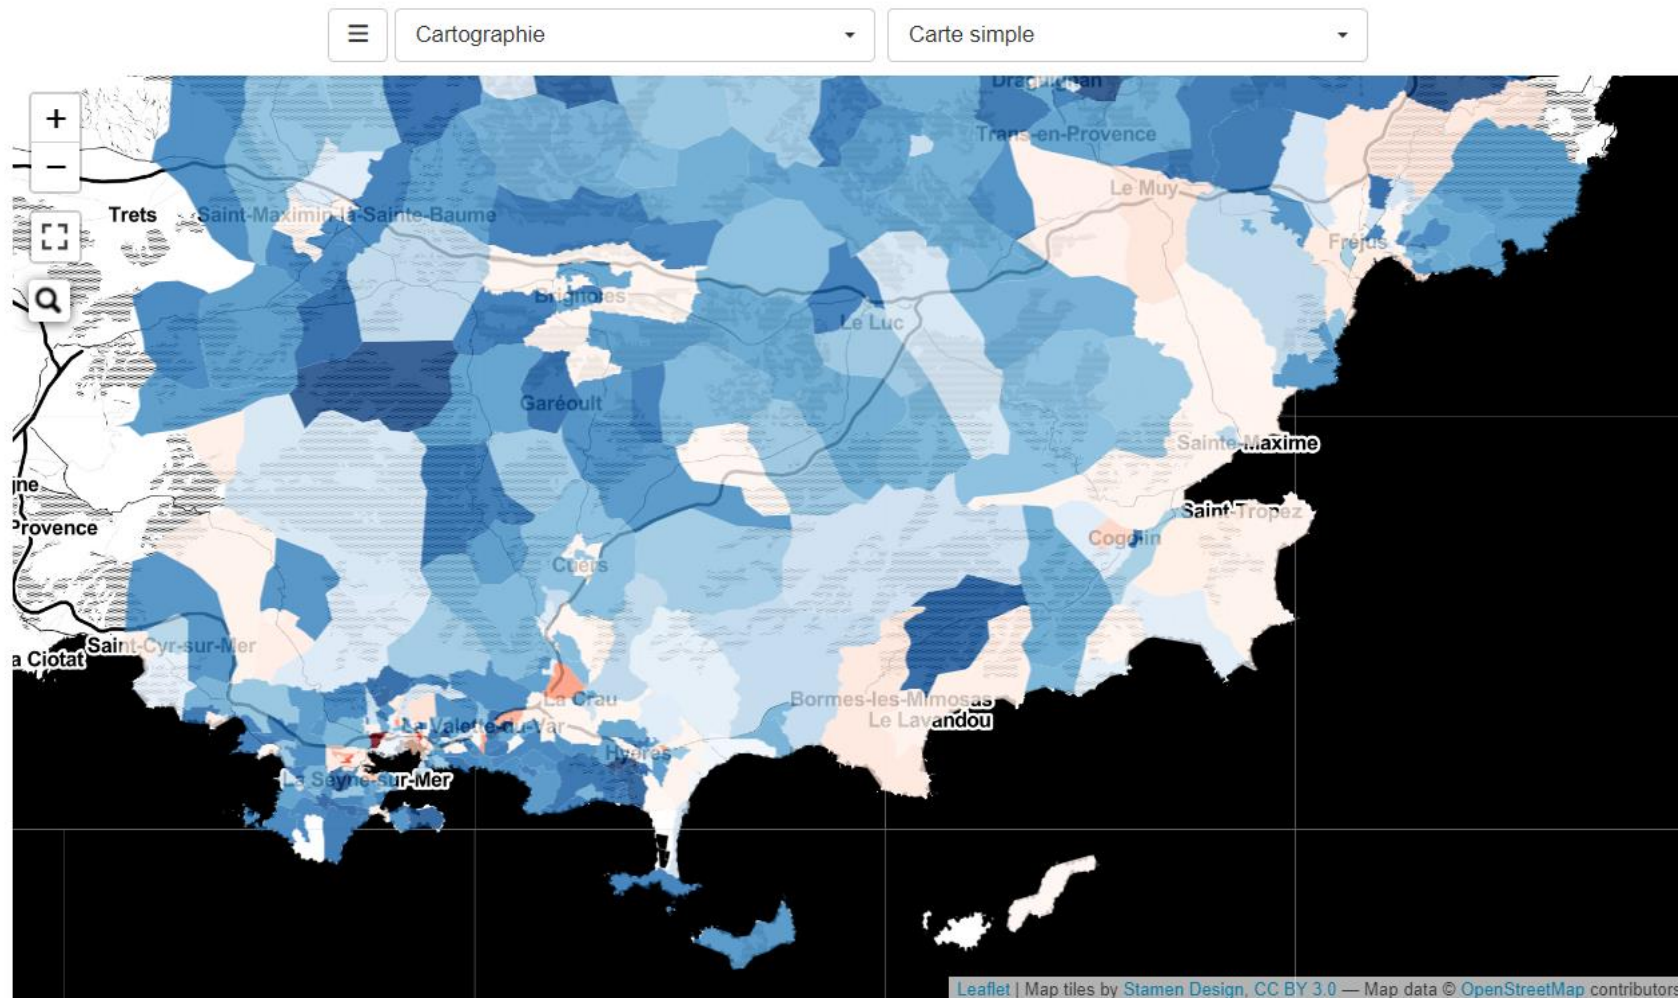 ☰ Cartographie Carte simple
+
−
Draguignan
Trans-en-Provence
Le Muy
Trets
Saint-Maximin-la-Sainte-Baume
Fréjus
Brignoles
Le Luc
Garéoult
Sainte-Maxime
gne
Provence
Saint-Tropez
Cogolin
Cuers
Saint-Cyr-sur-Mer
a Ciotat
La Crau
Bormes-les-Mimosas
Le Lavandou
La Valette-du-Var
Hyères
La Seyne-sur-Mer
Leaflet | Map tiles by Stamen Design, CC BY 3.0 — Map data © OpenStreetMap contributors